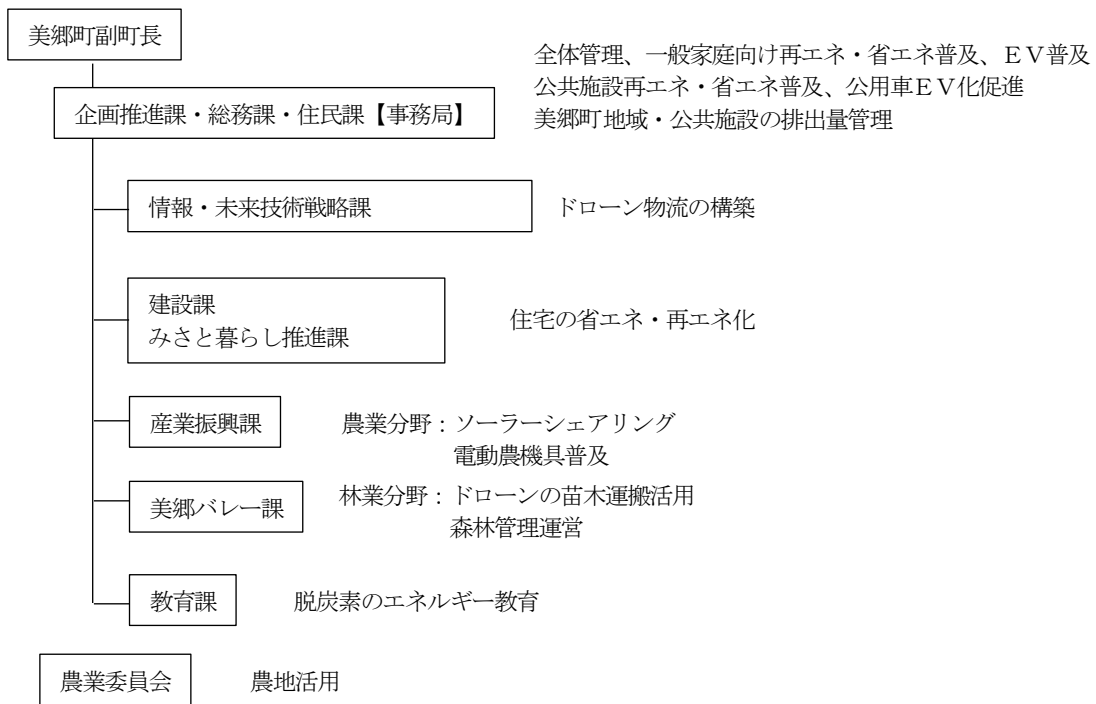 美郷町副町長
全体管理、一般家庭向け再エネ・省エネ普及、ＥＶ普及
公共施設再エネ・省エネ普及、公用車ＥＶ化促進
美郷町地域・公共施設の排出量管理
企画推進課・総務課・住民課【事務局】
情報・未来技術戦略課
ドローン物流の構築
建設課
みさと暮らし推進課
住宅の省エネ・再エネ化
産業振興課
農業分野：ソーラーシェアリング
電動農機具普及
美郷バレー課
林業分野：ドローンの苗木運搬活用
森林管理運営
教育課
脱炭素のエネルギー教育
農業委員会
農地活用